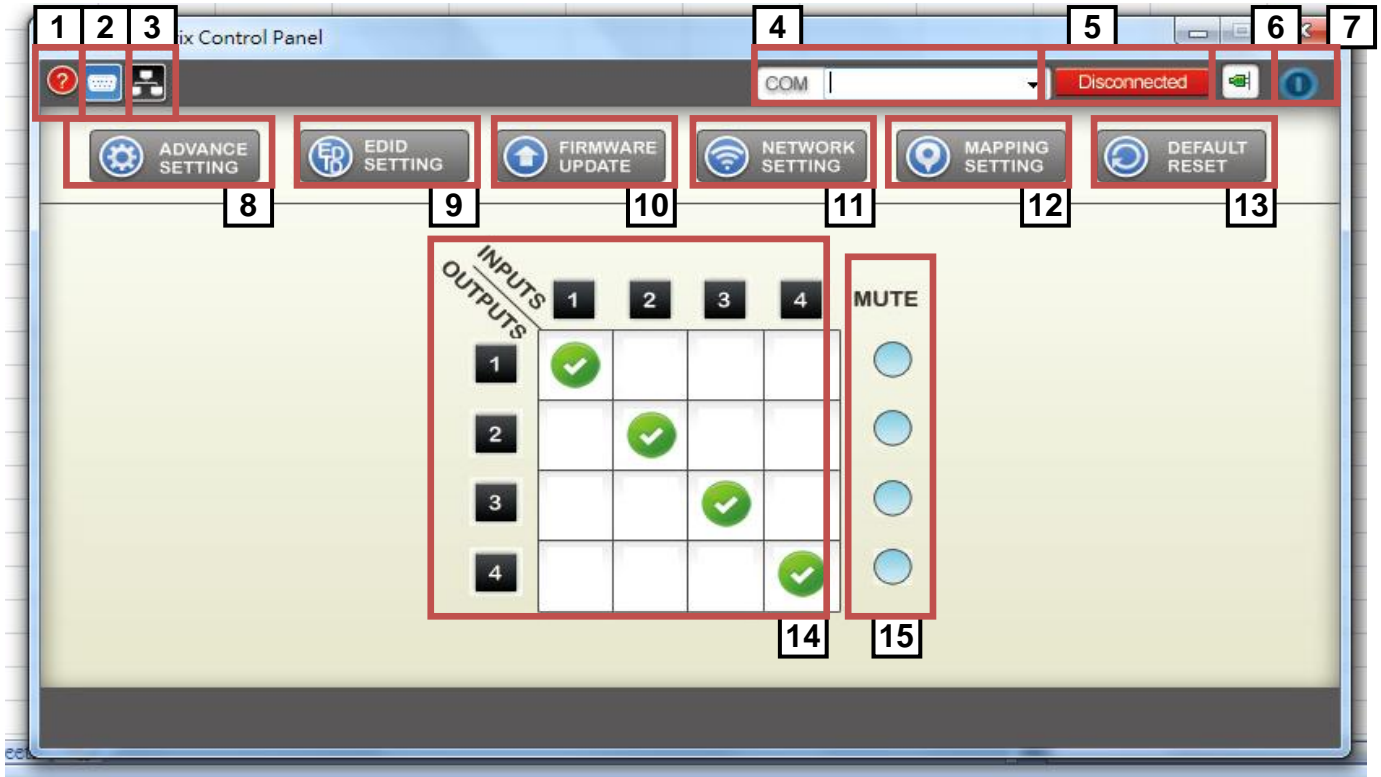 1 2 3 4 5 6 7
ix Control Panel
?
COM
Disconnected
ADVANCE
SETTING
EDID
SETTING
FIRMWARE
UPDATE
NETWORK
SETTING
MAPPING
SETTING
DEFAULT
RESET
8 9 10 11 12 13
INPUTS
OUTPUTS
1 2 3 4
MUTE
1
2
3
4
14 15